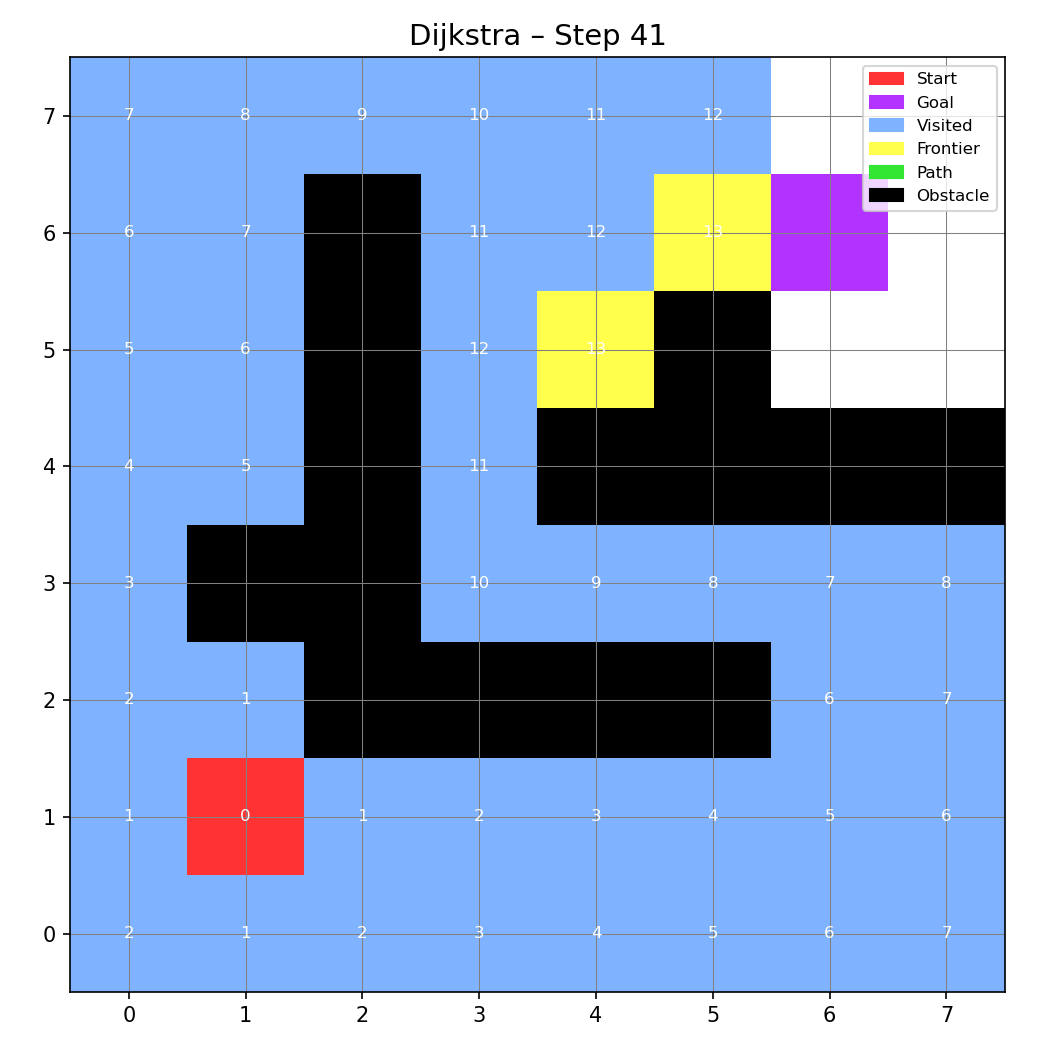 Dijkstra – Step 41
Start
Goal
Visited
Frontier
Path
Obstacle
7 7 8 9 10 11 12
6 6 7 11 12 13
5 5 6 12 13
4 4 5 11
3 3 10 9 8 7 8
2 2 1 6 7
1 1 0 1 2 3 4 5 6
0 2 1 2 3 4 5 6 7
0 1 2 3 4 5 6 7